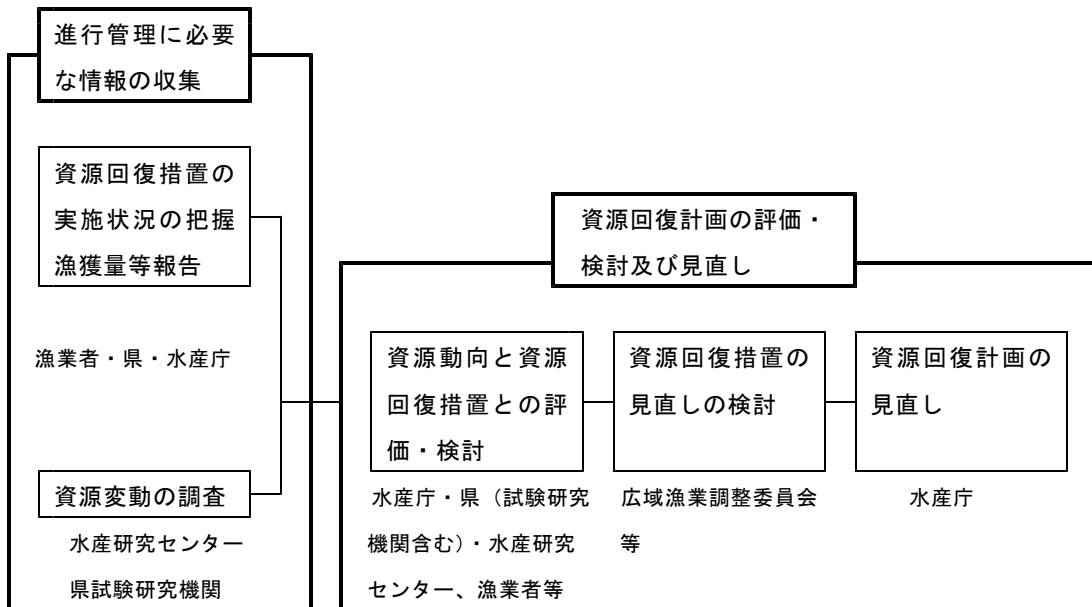 進行管理に必要
な情報の収集
資源回復措置の
実施状況の把握
漁獲量等報告
漁業者・県・水産庁
資源変動の調査
水産研究センター
県試験研究機関
資源回復計画の評価・
検討及び見直し
資源動向と資源
回復措置との評
価・検討
水産庁・県（試験研究
機関含む）・水産研究
センター、漁業者等
資源回復措置の
見直しの検討
広域漁業調整委員会
等
資源回復計画の
見直し
水産庁